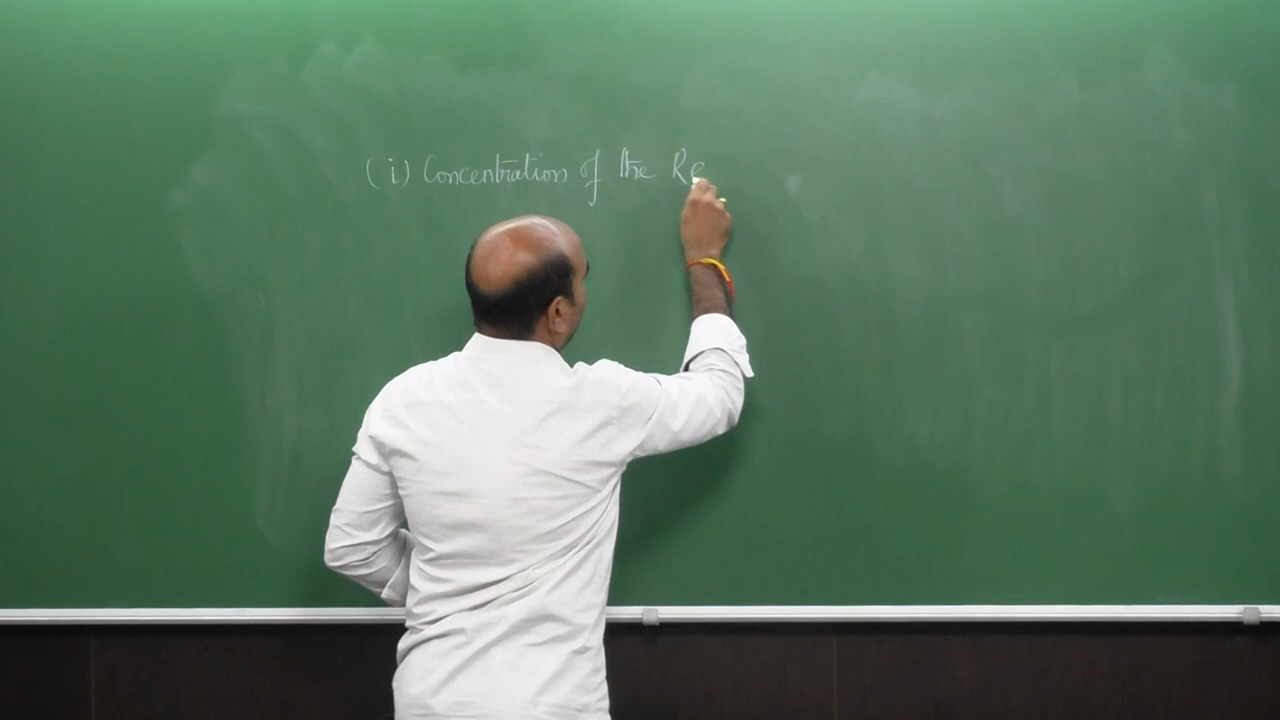 (i) Concentration of the Re